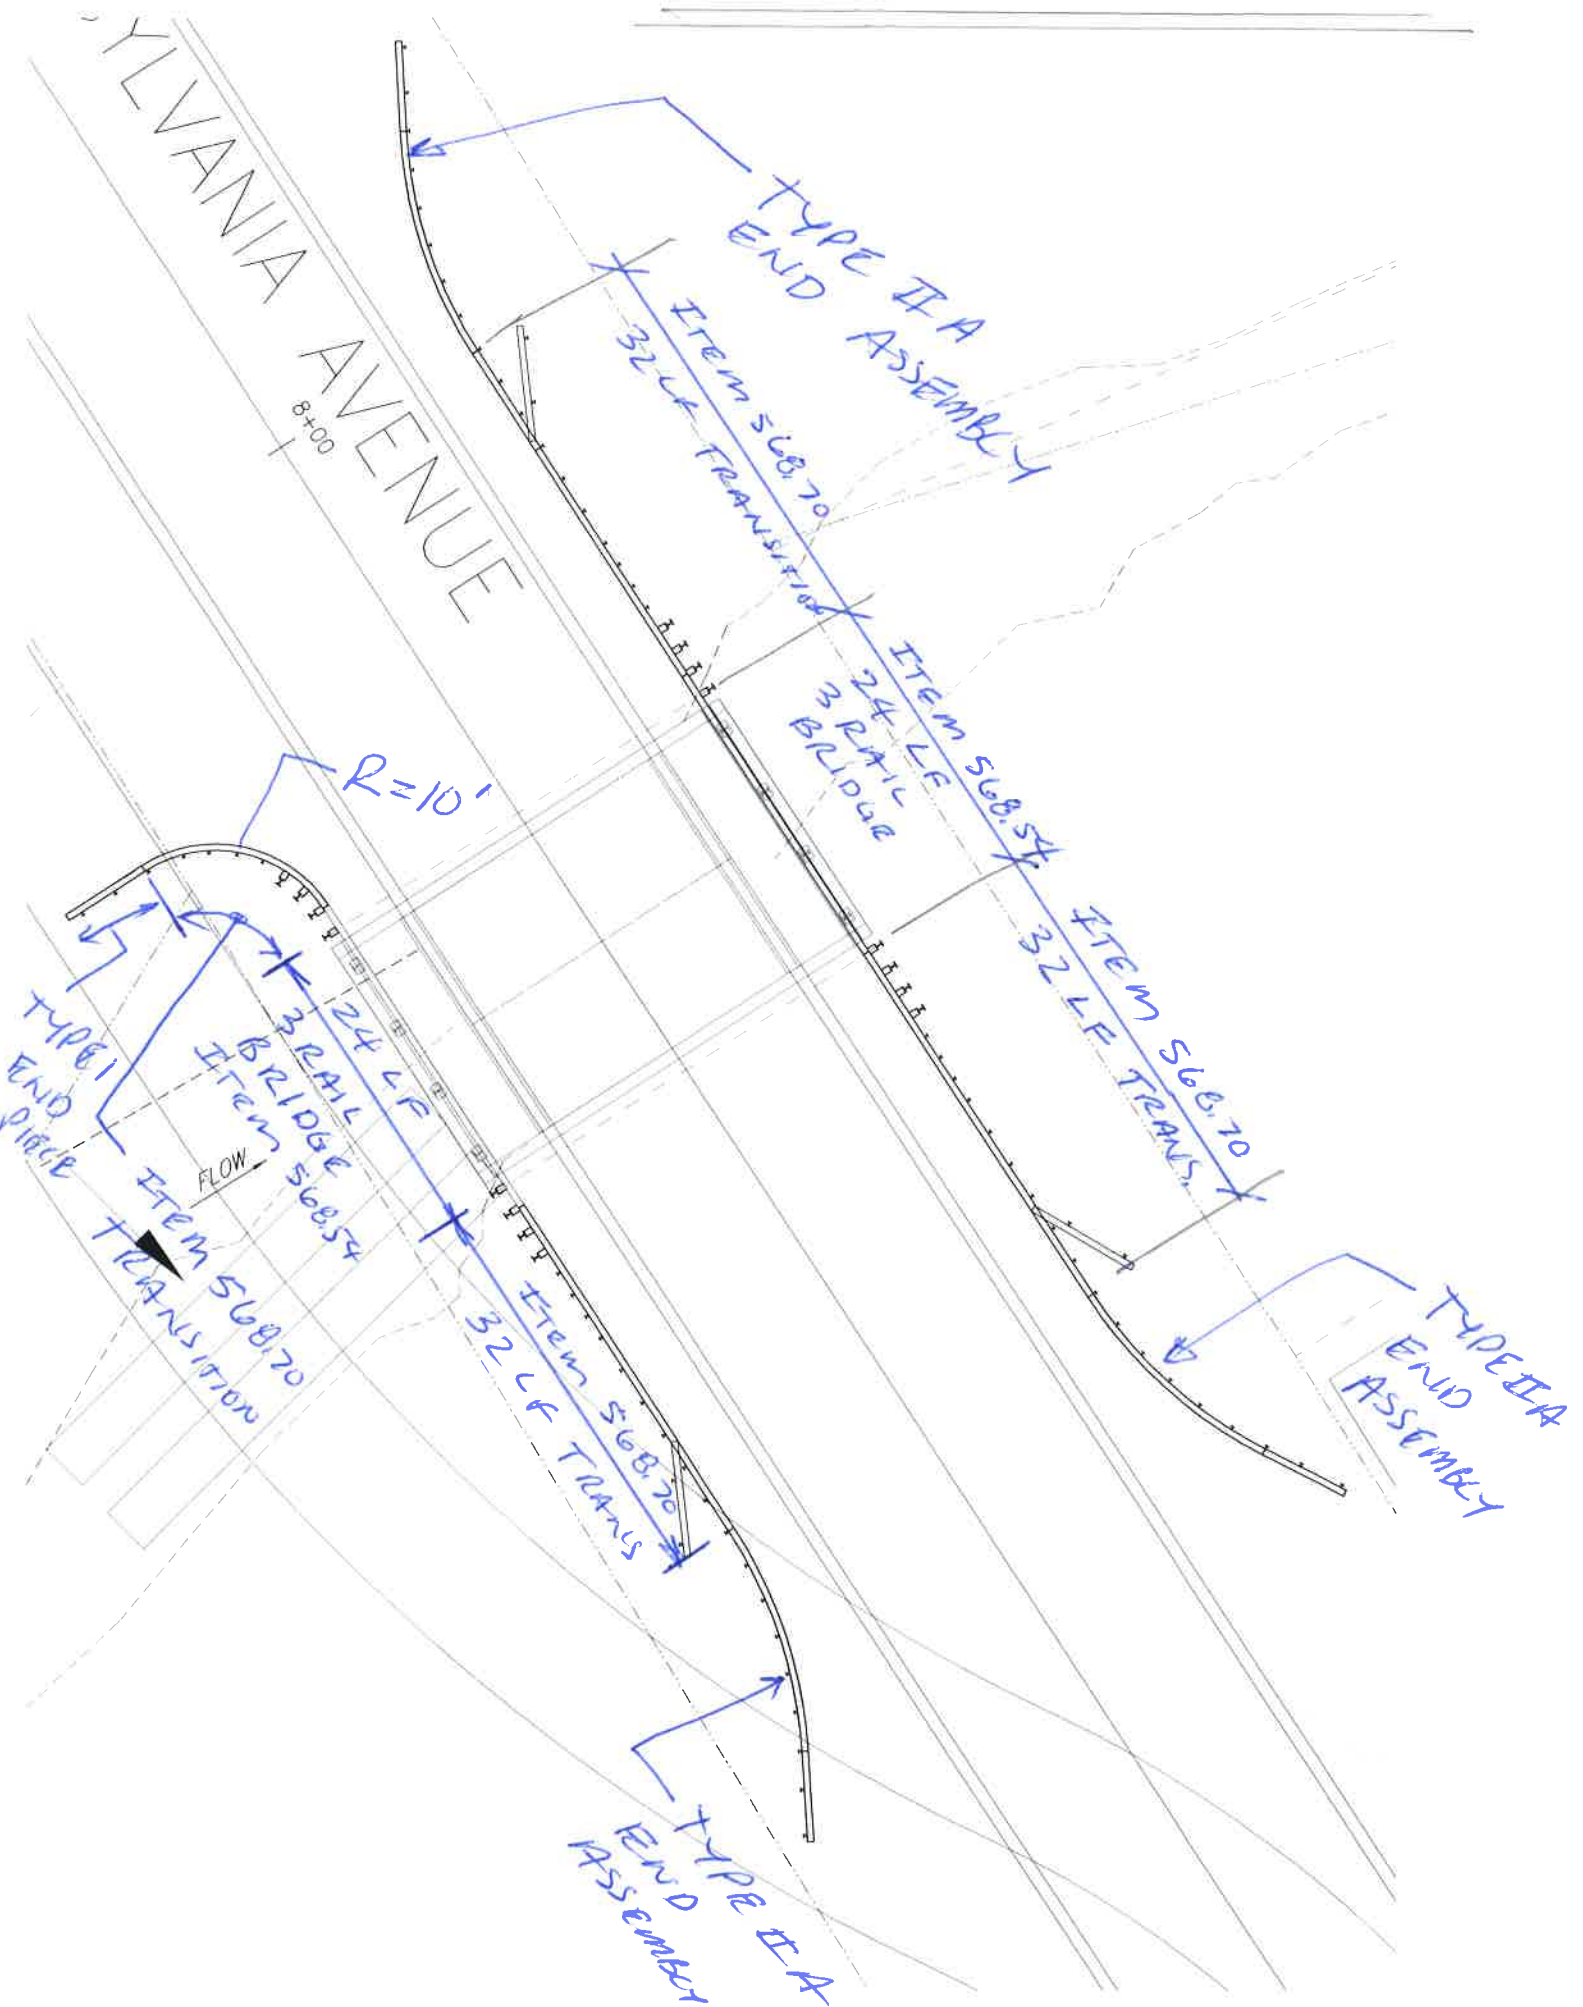 YLVANIA AVENUE
8+00
TYPE II A
END ASSEMBLY
ITEM 568.70
32 LF TRANSITION
ITEM 568.54
24 LF
3 RAIL
BRIDGE
ITEM 568.70
32 LF TRANS.
TYPE IIA
END
ASSEMBLY
R=10'
TYPE 1
END
PIECE
24 LF
3 RAIL
BRIDGE
ITEM 568.54
FLOW
ITEM 568.70
TRANSITION
ITEM 568.70
32 LF TRANS
TYPE II A
END
ASSEMBLY